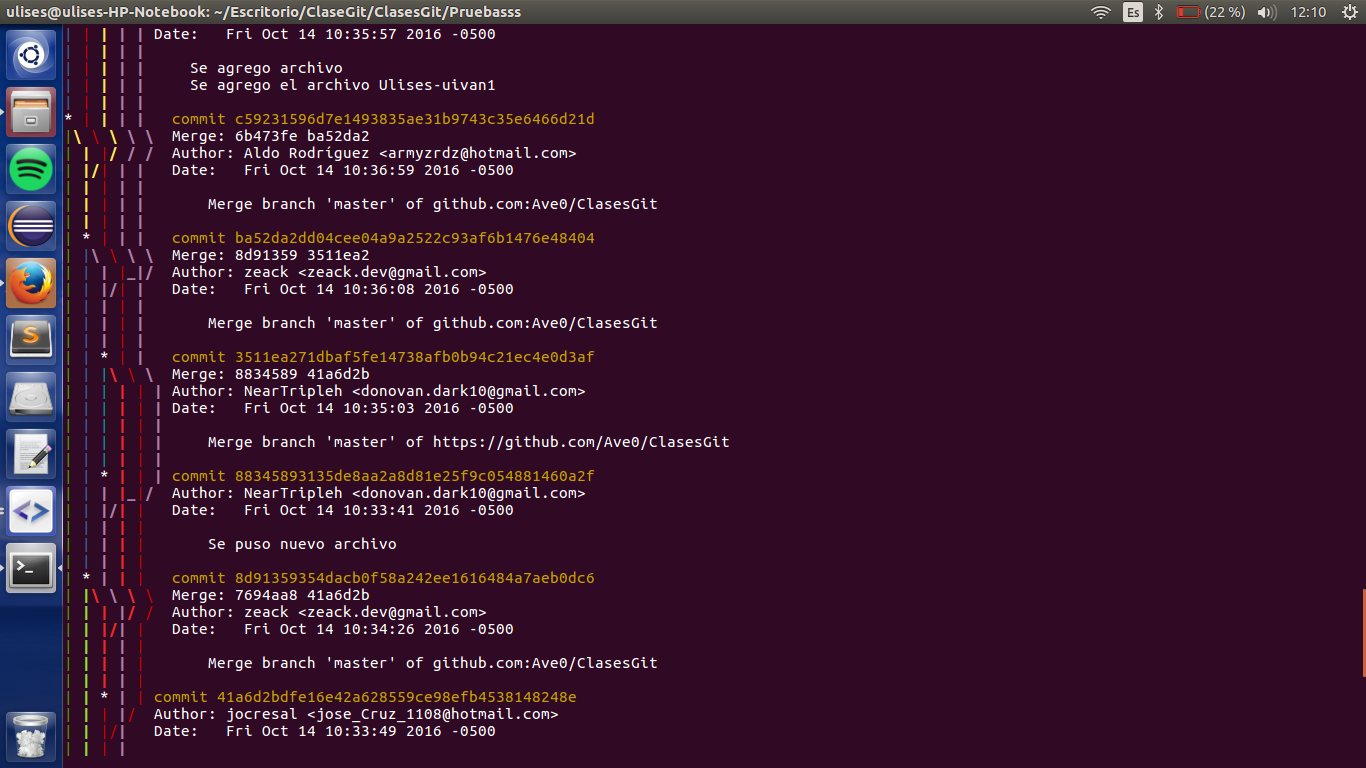 ulises@ulises-HP-Notebook: ~/Escritorio/ClaseGit/ClasesGit/Pruebasss
Es (22 %) 12:10
Date:   Fri Oct 14 10:35:57 2016 -0500
Se agrego archivo
Se agrego el archivo Ulises-uivan1
commit c59231596d7e1493835ae31b9743c35e6466d21d
Merge: 6b473fe ba52da2
Author: Aldo Rodríguez <armyzrdz@hotmail.com>
Date:   Fri Oct 14 10:36:59 2016 -0500
Merge branch 'master' of github.com:Ave0/ClasesGit
commit ba52da2dd04cee04a9a2522c93af6b1476e48404
Merge: 8d91359 3511ea2
Author: zeack <zeack.dev@gmail.com>
Date:   Fri Oct 14 10:36:08 2016 -0500
Merge branch 'master' of github.com:Ave0/ClasesGit
commit 3511ea271dbaf5fe14738afb0b94c21ec4e0d3af
Merge: 8834589 41a6d2b
Author: NearTripleh <donovan.dark10@gmail.com>
Date:   Fri Oct 14 10:35:03 2016 -0500
Merge branch 'master' of https://github.com/Ave0/ClasesGit
commit 88345893135de8aa2a8d81e25f9c054881460a2f
Author: NearTripleh <donovan.dark10@gmail.com>
Date:   Fri Oct 14 10:33:41 2016 -0500
Se puso nuevo archivo
commit 8d91359354dacb0f58a242ee1616484a7aeb0dc6
Merge: 7694aa8 41a6d2b
Author: zeack <zeack.dev@gmail.com>
Date:   Fri Oct 14 10:34:26 2016 -0500
Merge branch 'master' of github.com:Ave0/ClasesGit
commit 41a6d2bdfe16e42a628559ce98efb4538148248e
Author: jocresal <jose_Cruz_1108@hotmail.com>
Date:   Fri Oct 14 10:33:49 2016 -0500